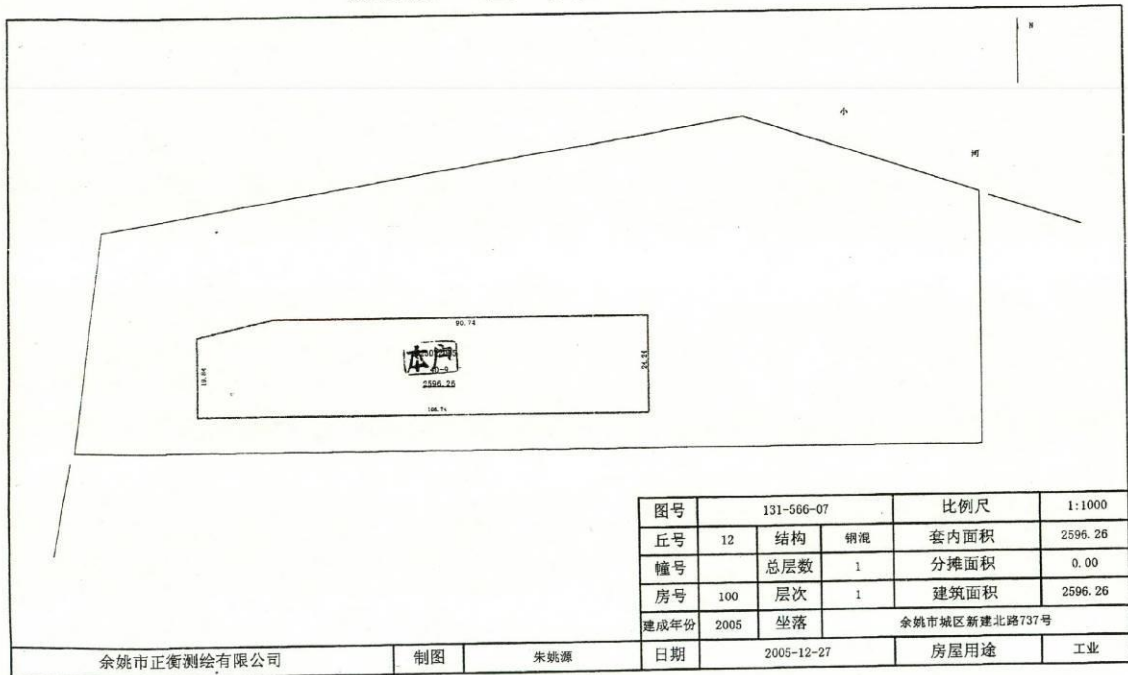 N
小
河
90.74
19.84
本户
2596.26
24.24
108.74
图号 131-566-07 比例尺 1:1000
丘号 12 结构 钢混 套内面积 2596.26
幢号 总层数 1 分摊面积 0.00
房号 100 层次 1 建筑面积 2596.26
建成年份 2005 坐落 余姚市城区新建北路737号
余姚市正衡测绘有限公司 制图 朱姚源 日期 2005-12-27 房屋用途 工业